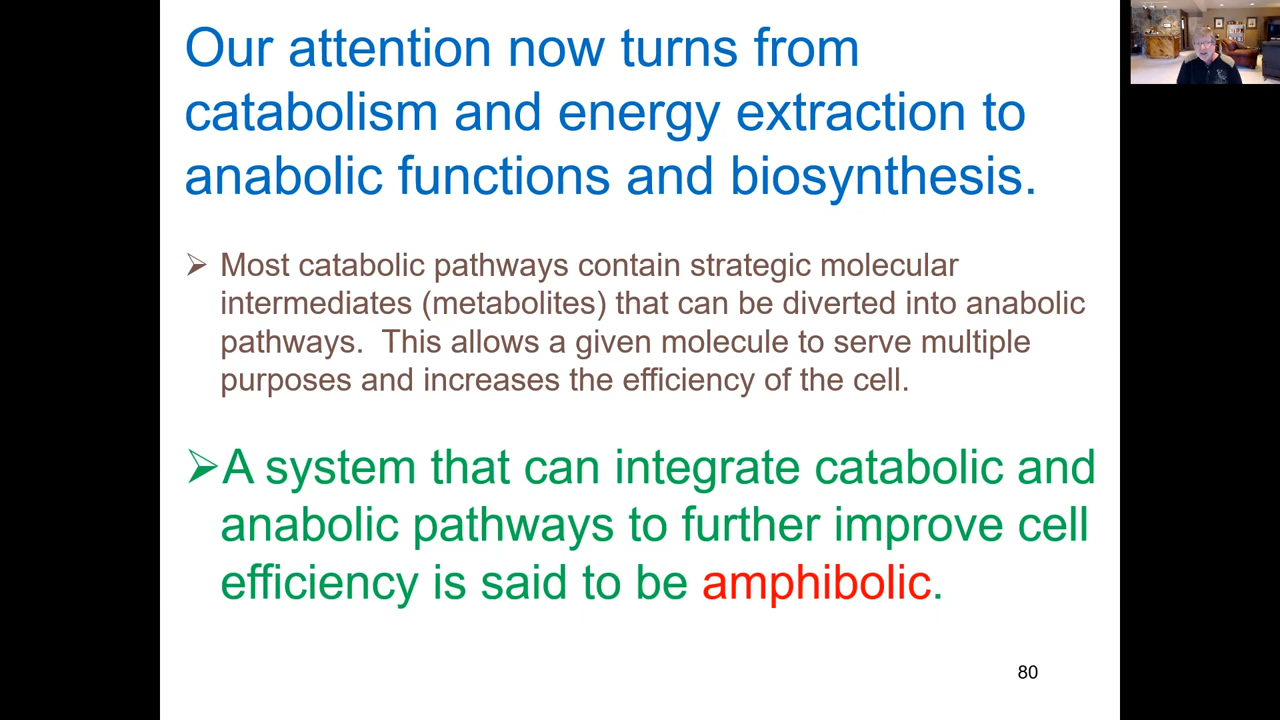 Our attention now turns from
catabolism and energy extraction to
anabolic functions and biosynthesis.
➢ Most catabolic pathways contain strategic molecular
intermediates (metabolites) that can be diverted into anabolic
pathways.  This allows a given molecule to serve multiple
purposes and increases the efficiency of the cell.
➢A system that can integrate catabolic and
anabolic pathways to further improve cell
efficiency is said to be amphibolic.
80